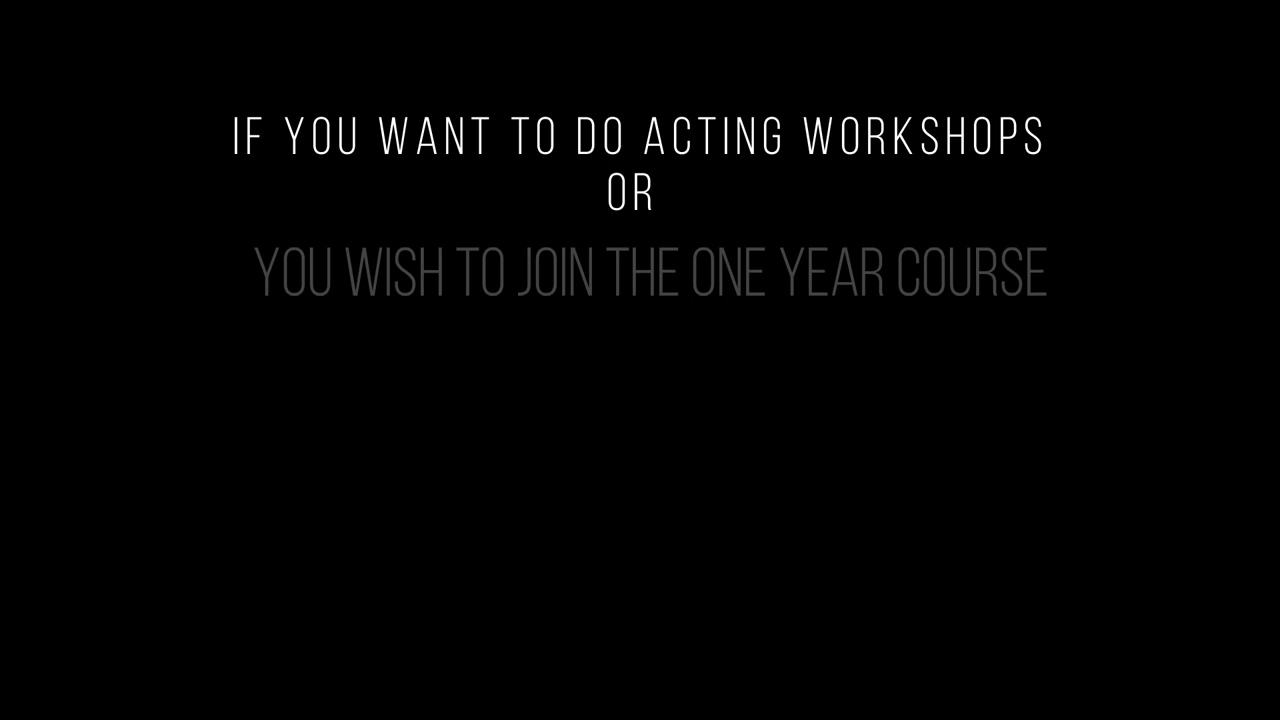 IF YOU WANT TO DO ACTING WORKSHOPS
OR
YOU WISH TO JOIN THE ONE YEAR COURSE